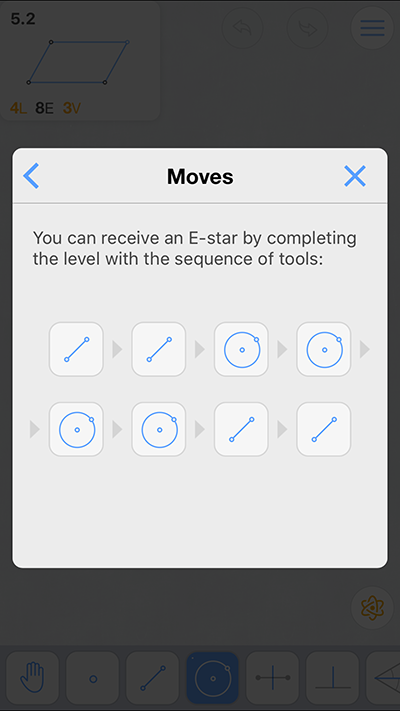 5.2
4L 8E 3V
Moves
You can receive an E-star by completing
the level with the sequence of tools: